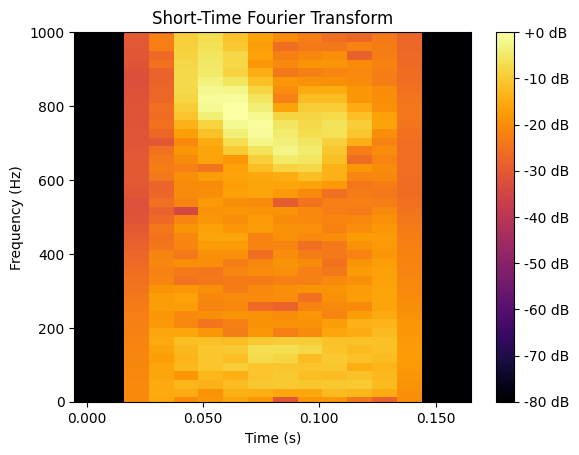 Short-Time Fourier Transform
1000
800
600
400
200
0
Frequency (Hz)
0.000
0.050
0.100
0.150
Time (s)
+0 dB
-10 dB
-20 dB
-30 dB
-40 dB
-50 dB
-60 dB
-70 dB
-80 dB